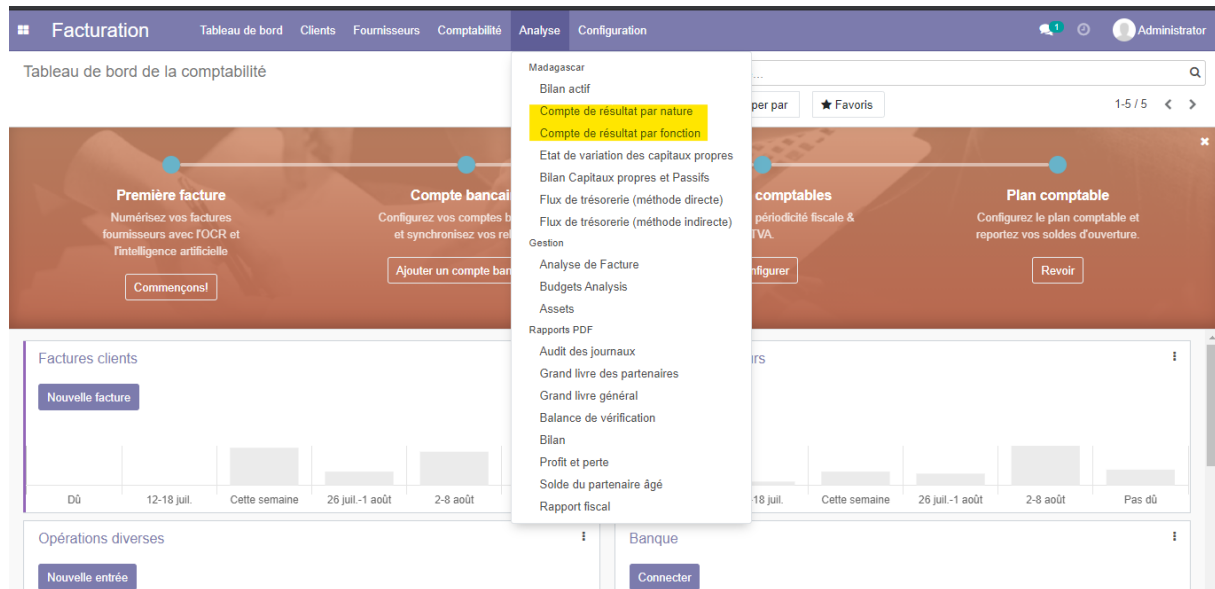 Facturation
Tableau de bord
Clients
Fournisseurs
Comptabilité
Analyse
Configuration
1
Administrator
Tableau de bord de la comptabilité
...
per par
Favoris
1-5 / 5
Madagascar
Bilan actif
Compte de résultat par nature
Compte de résultat par fonction
Etat de variation des capitaux propres
Bilan Capitaux propres et Passifs
Flux de trésorerie (méthode directe)
Flux de trésorerie (méthode indirecte)
Gestion
Analyse de Facture
Budgets Analysis
Assets
Rapports PDF
Audit des journaux
Grand livre des partenaires
Grand livre général
Balance de vérification
Bilan
Profit et perte
Solde du partenaire âgé
Rapport fiscal
Première facture
Numérisez vos factures
fournisseurs avec l'OCR et
l'intelligence artificielle
Commençons!
Compte bancai
Configurez vos comptes b
et synchronisez vos rel
Ajouter un compte ban
comptables
périodicité fiscale &
TVA.
nfigurer
Plan comptable
Configurez le plan comptable et
reportez vos soldes d'ouverture.
Revoir
Factures clients
Nouvelle facture
Dû
12-18 juil.
Cette semaine
26 juil.-1 août
2-8 août
rs
-18 juil.
Cette semaine
26 juil.-1 août
2-8 août
Pas dû
Opérations diverses
Nouvelle entrée
Banque
Connecter